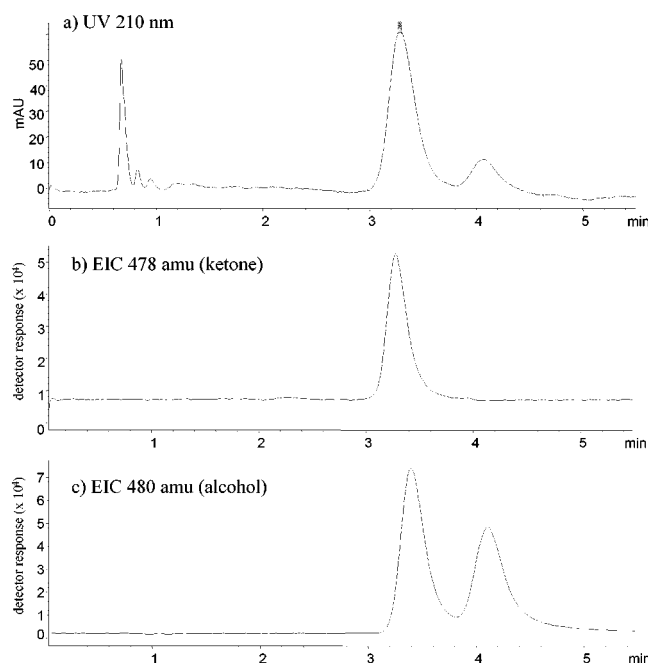 a) UV 210 nm
mAU
50
40
30
20
10
0
0 1 2 3 4 5 min
b) EIC 478 amu (ketone)
detector response (x 10⁴)
5
4
3
2
1
0
1 2 3 4 5 min
c) EIC 480 amu (alcohol)
detector response (x 10⁴)
7
6
5
4
3
2
1
0
1 2 3 4 5 min